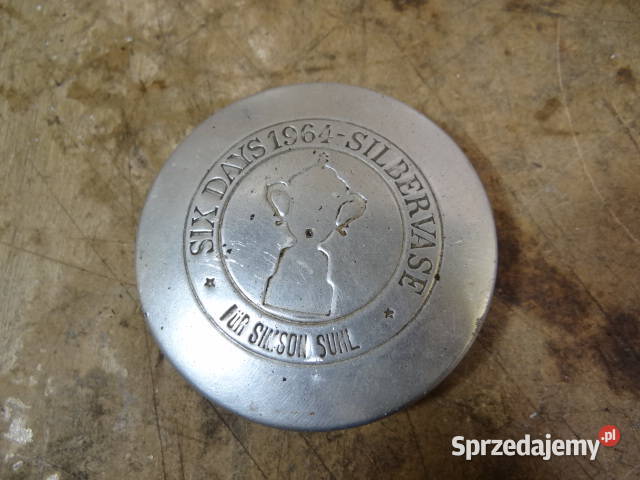 SIX DAYS 1964-SILBERVASE
FÜR SIMSON SUHL
Sprzedajemy.pl